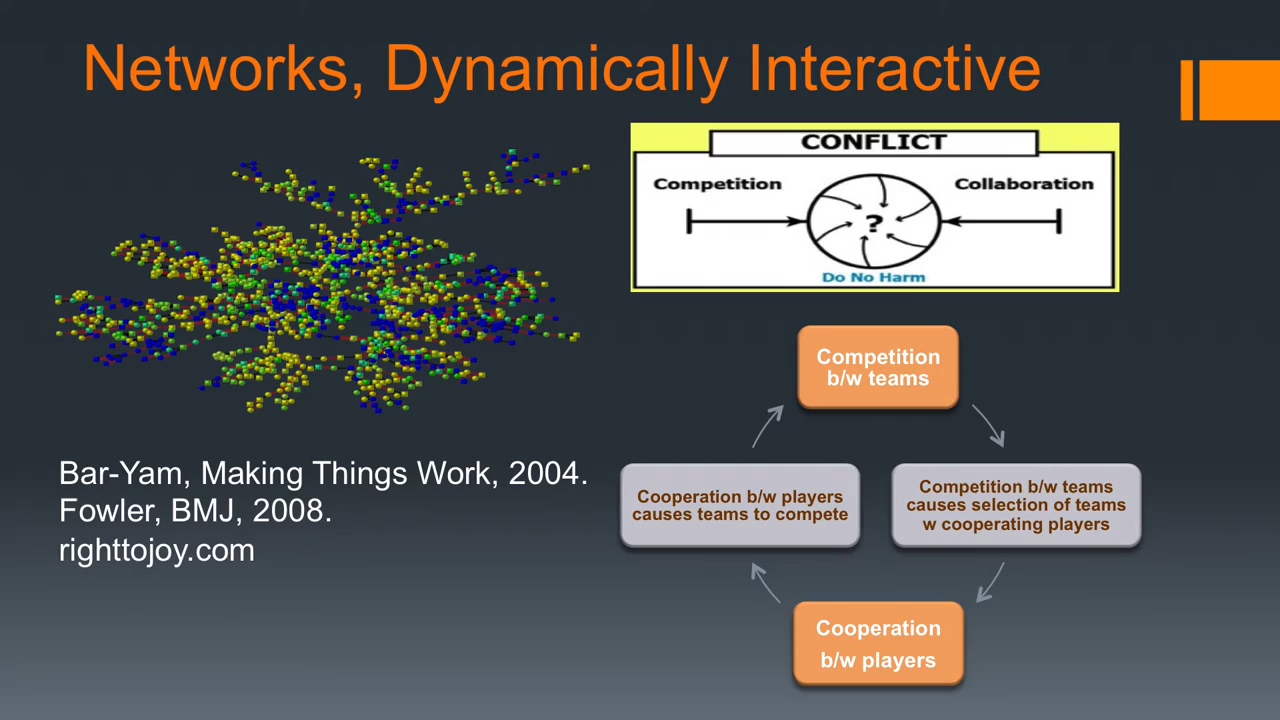 Networks, Dynamically Interactive
CONFLICT
Competition
Collaboration
?
Do No Harm
Bar-Yam, Making Things Work, 2004.
Fowler, BMJ, 2008.
righttojoy.com
Competition
b/w teams
Competition b/w teams
causes selection of teams
w cooperating players
Cooperation
b/w players
Cooperation b/w players
causes teams to compete